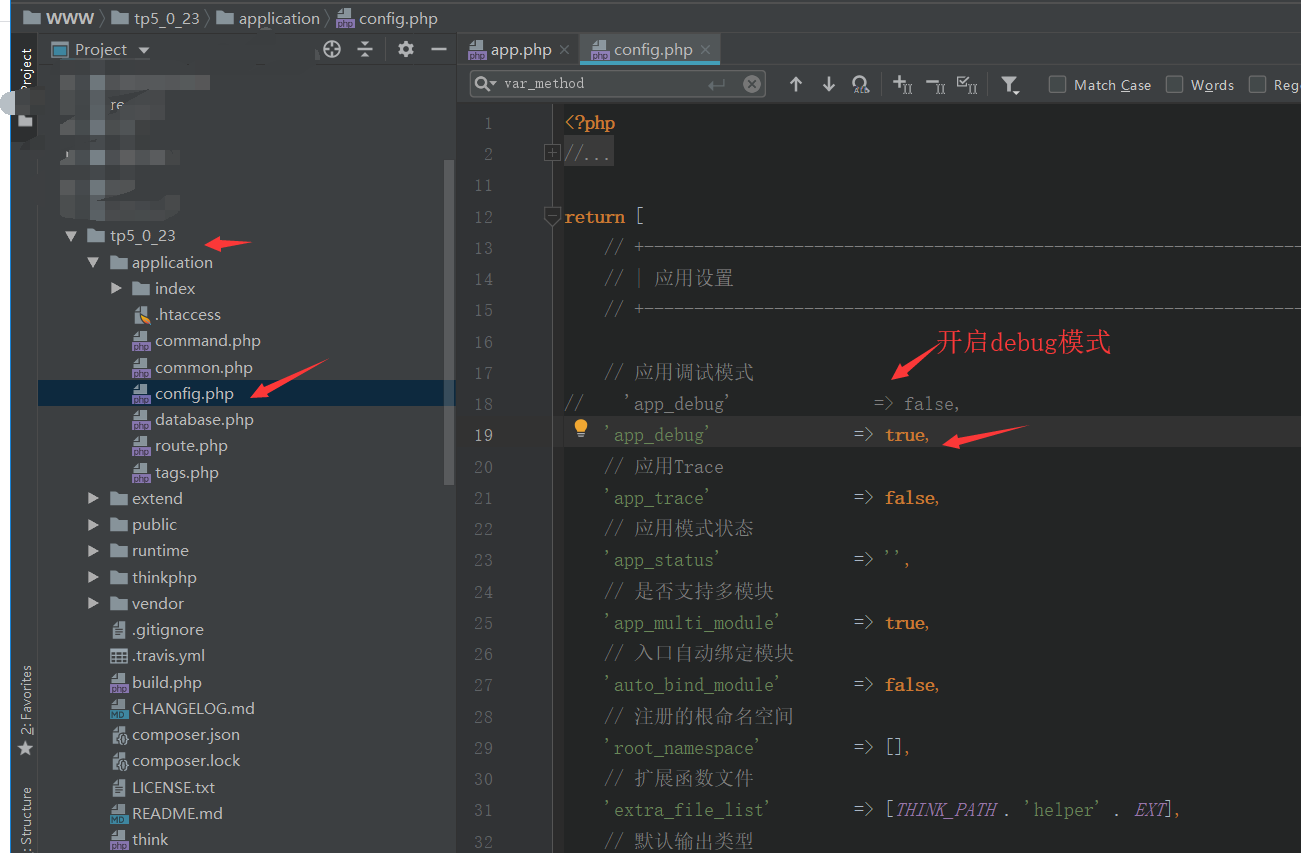 WWW tp5_0_23 application config.php
Project
app.php
config.php
var_method
Match Case
Words
Reg
Project
re
tp5_0_23
application
index
.htaccess
command.php
common.php
config.php
database.php
route.php
tags.php
extend
public
runtime
thinkphp
vendor
.gitignore
.travis.yml
build.php
CHANGELOG.md
composer.json
composer.lock
LICENSE.txt
README.md
think
2: Favorites
Structure
1 <?php
2 //...
11
12 return [
13 // +----------------------------------------------------------------------
14 // | 应用设置
15 // +----------------------------------------------------------------------
16
开启debug模式
17 // 应用调试模式
18 // 'app_debug' => false,
19 'app_debug' => true,
20 // 应用Trace
21 'app_trace' => false,
22 // 应用模式状态
23 'app_status' => '',
24 // 是否支持多模块
25 'app_multi_module' => true,
26 // 入口自动绑定模块
27 'auto_bind_module' => false,
28 // 注册的根命名空间
29 'root_namespace' => [],
30 // 扩展函数文件
31 'extra_file_list' => [THINK_PATH . 'helper' . EXT],
32 // 默认输出类型